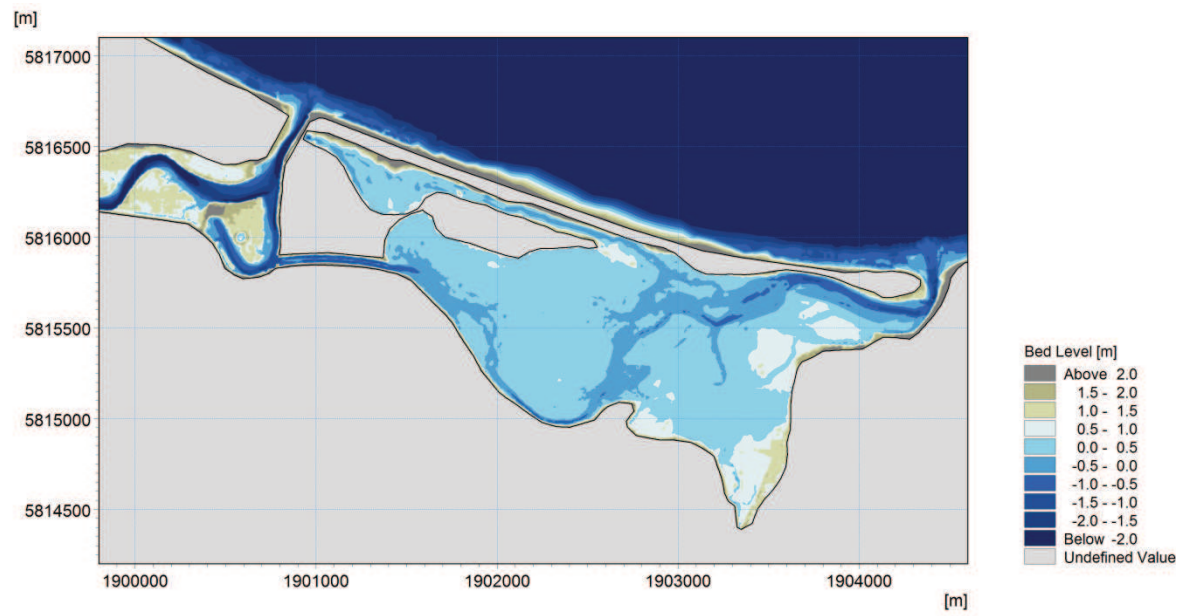 [m]
5817000
5816500
5816000
5815500
5815000
5814500
1900000 1901000 1902000 1903000 1904000
[m]
Bed Level [m]
Above 2.0
1.5 - 2.0
1.0 - 1.5
0.5 - 1.0
0.0 - 0.5
-0.5 - 0.0
-1.0 - -0.5
-1.5 - -1.0
-2.0 - -1.5
Below -2.0
Undefined Value